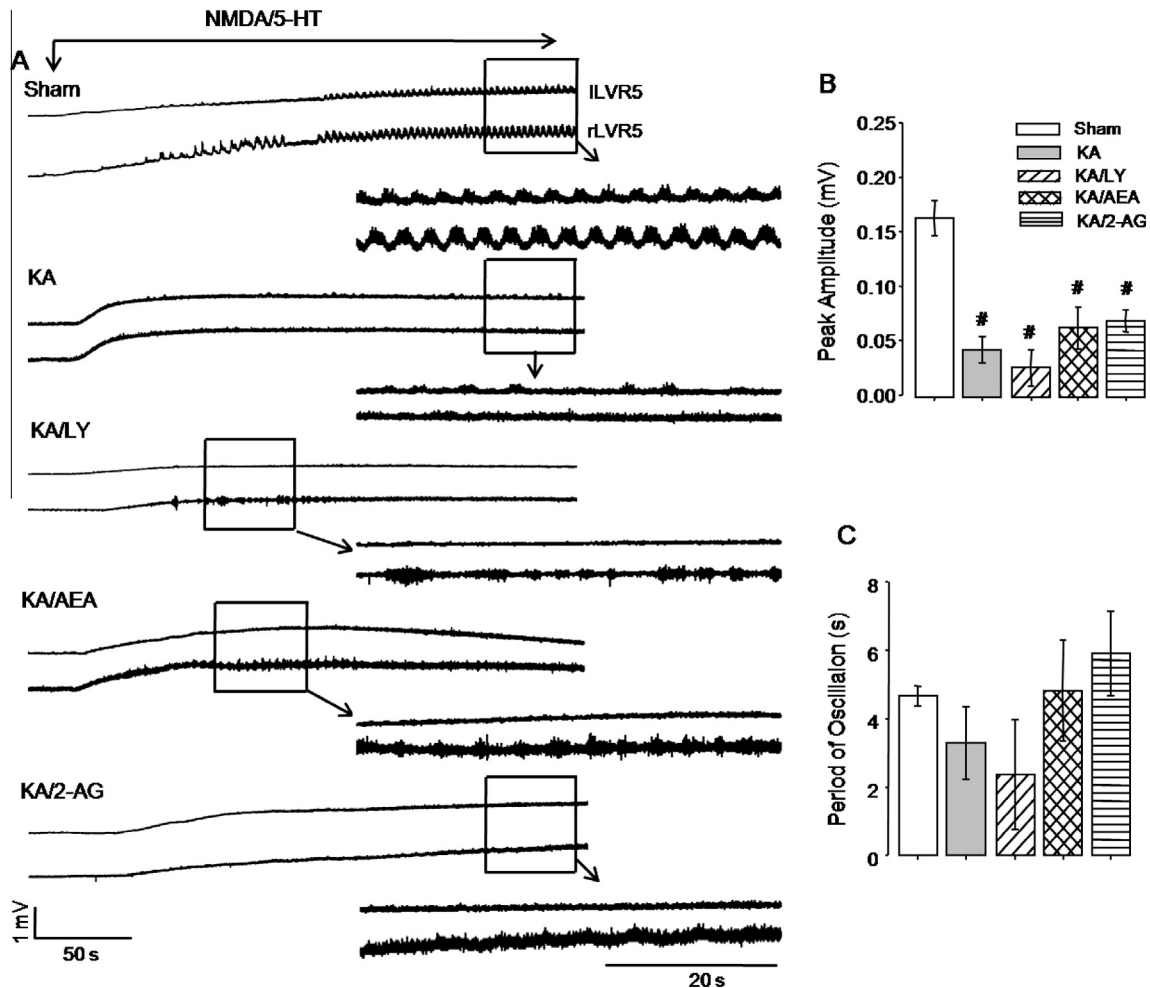 NMDA/5-HT
A
Sham
lLVR5
rLVR5
KA
KA/LY
KA/AEA
KA/2-AG
1 mV
50 s
20 s
B
Peak Amplitude (mV)
0.25
0.20
0.15
0.10
0.05
0.00
Sham
KA
KA/LY
KA/AEA
KA/2-AG
#
#
#
#
C
Period of Oscillaion (s)
8
6
4
2
0